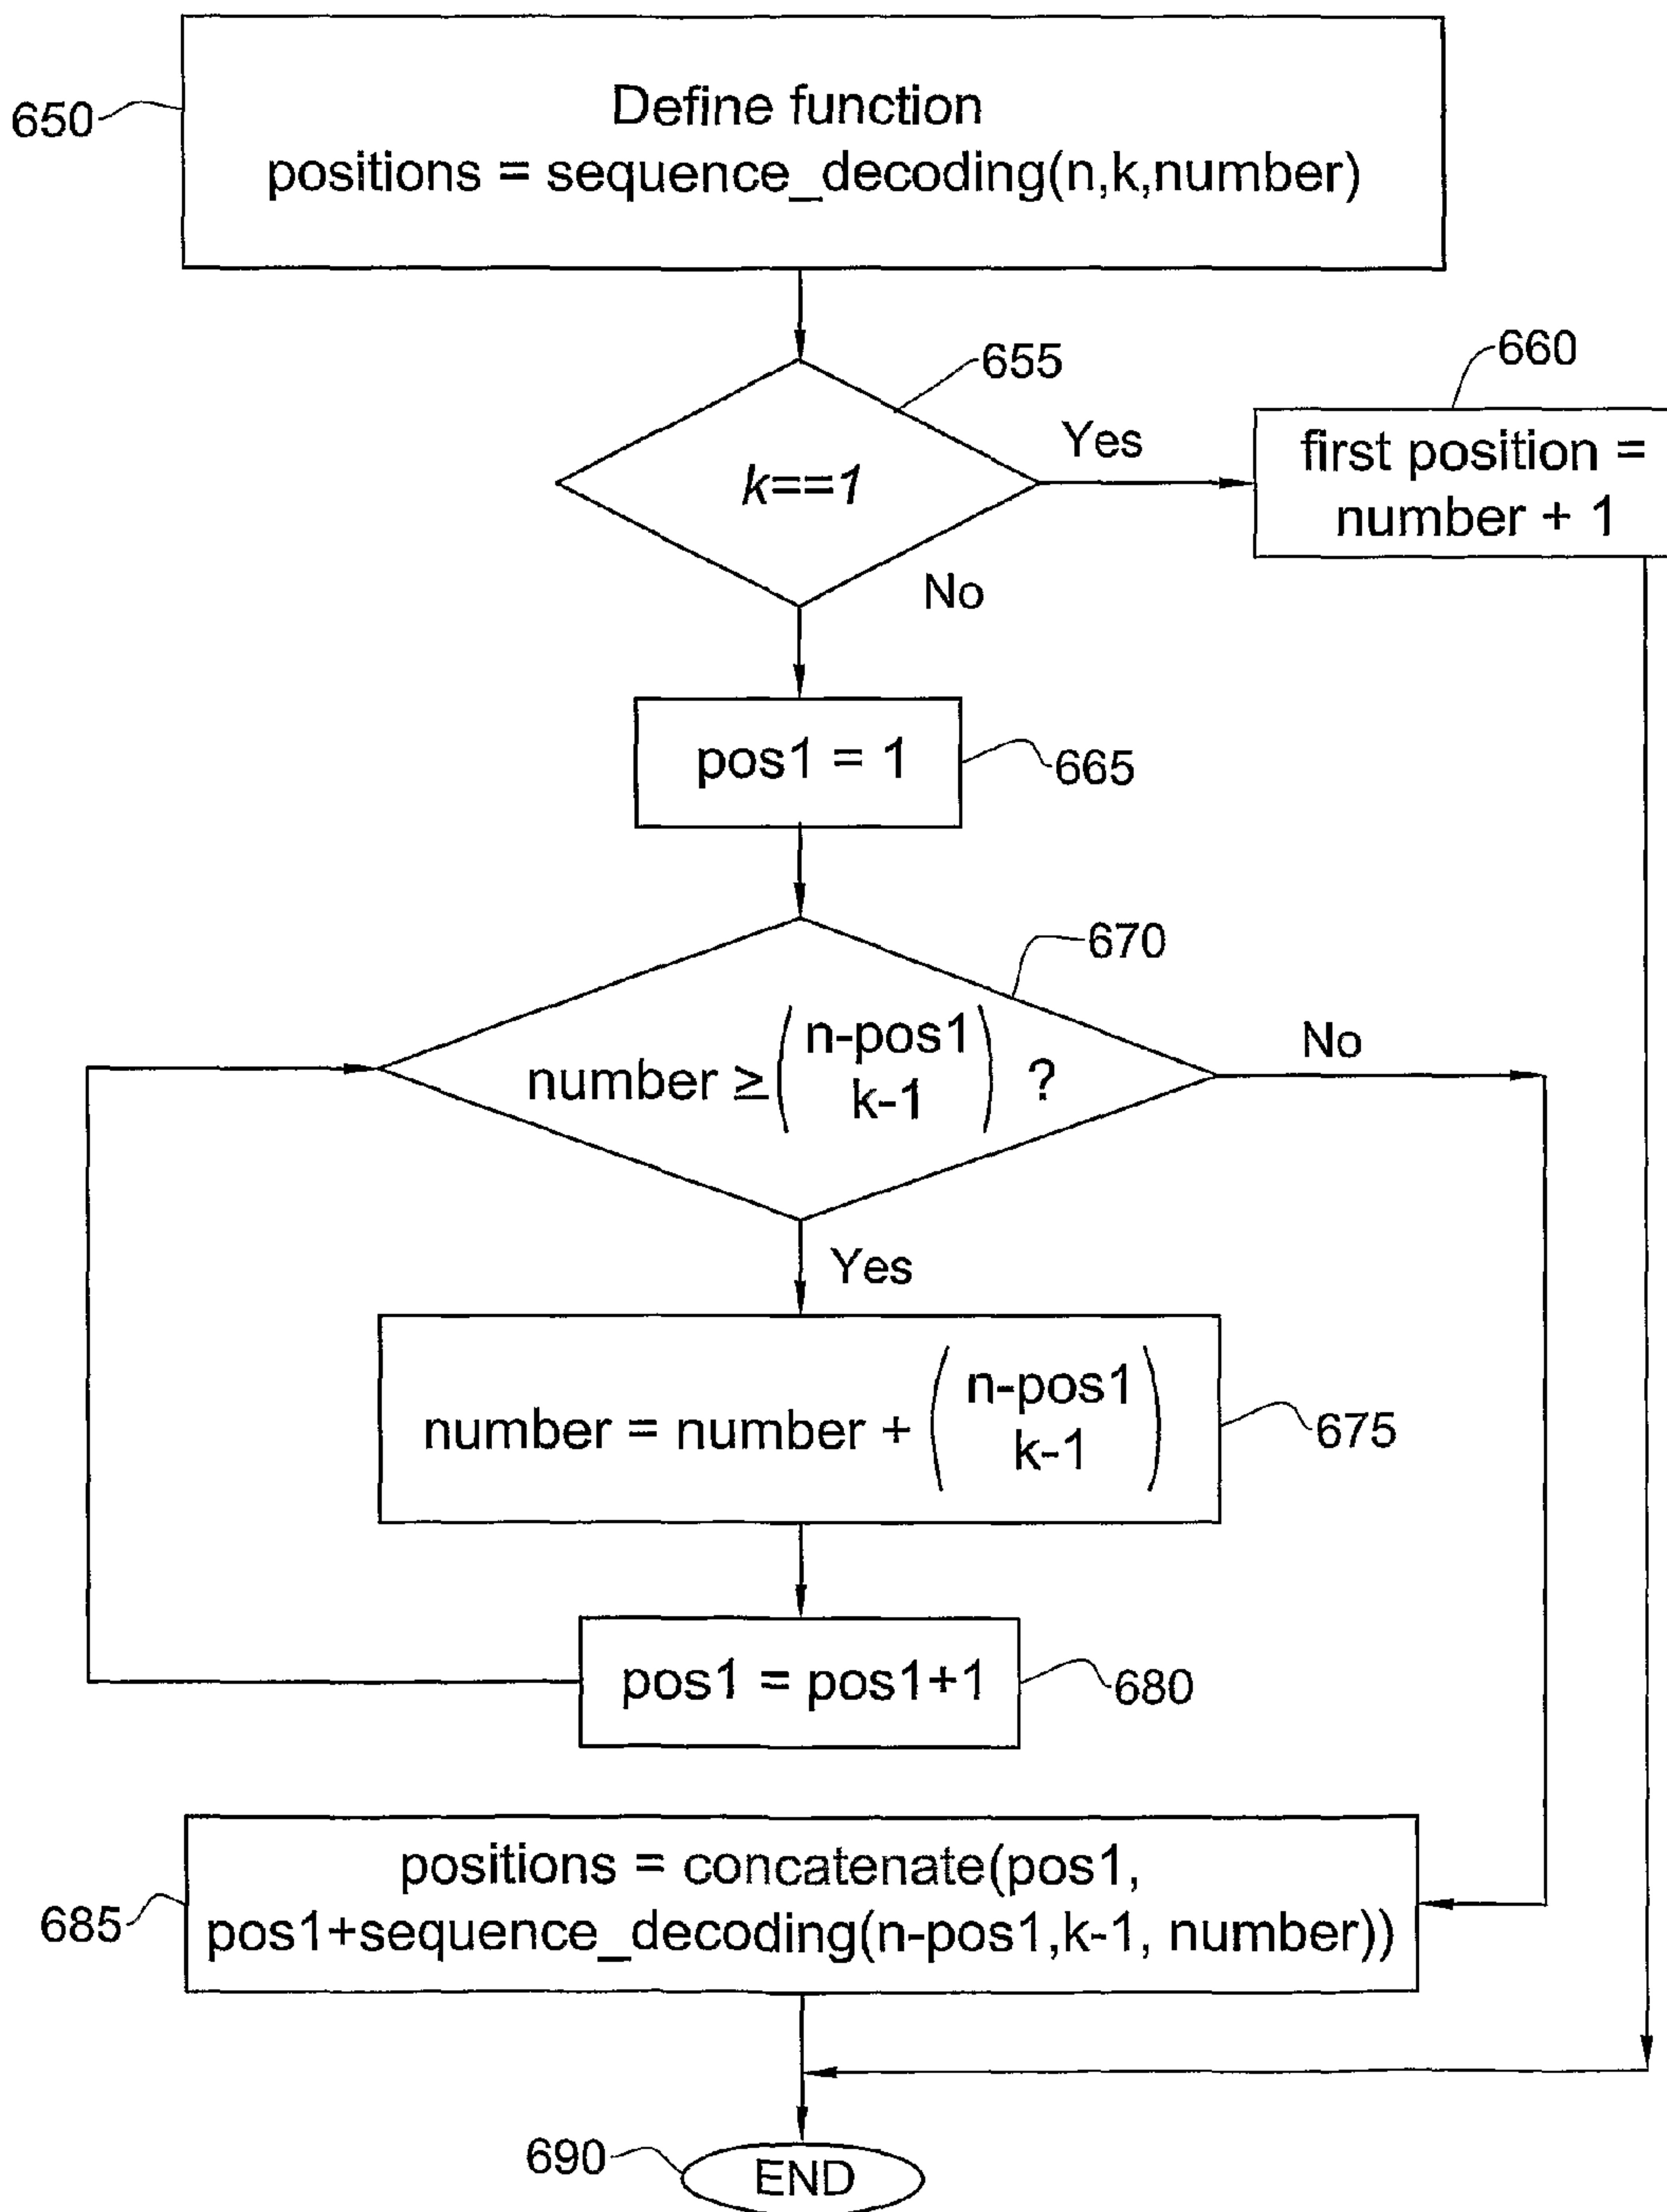 650
Define function
positions = sequence_decoding(n,k,number)
655
660
k==1
Yes
first position =
number + 1
No
pos1 = 1
665
670
number ≥ (n-pos1
k-1) ?
No
Yes
number = number + (n-pos1
k-1)
675
pos1 = pos1+1
680
685
positions = concatenate(pos1,
pos1+sequence_decoding(n-pos1,k-1, number))
690
END